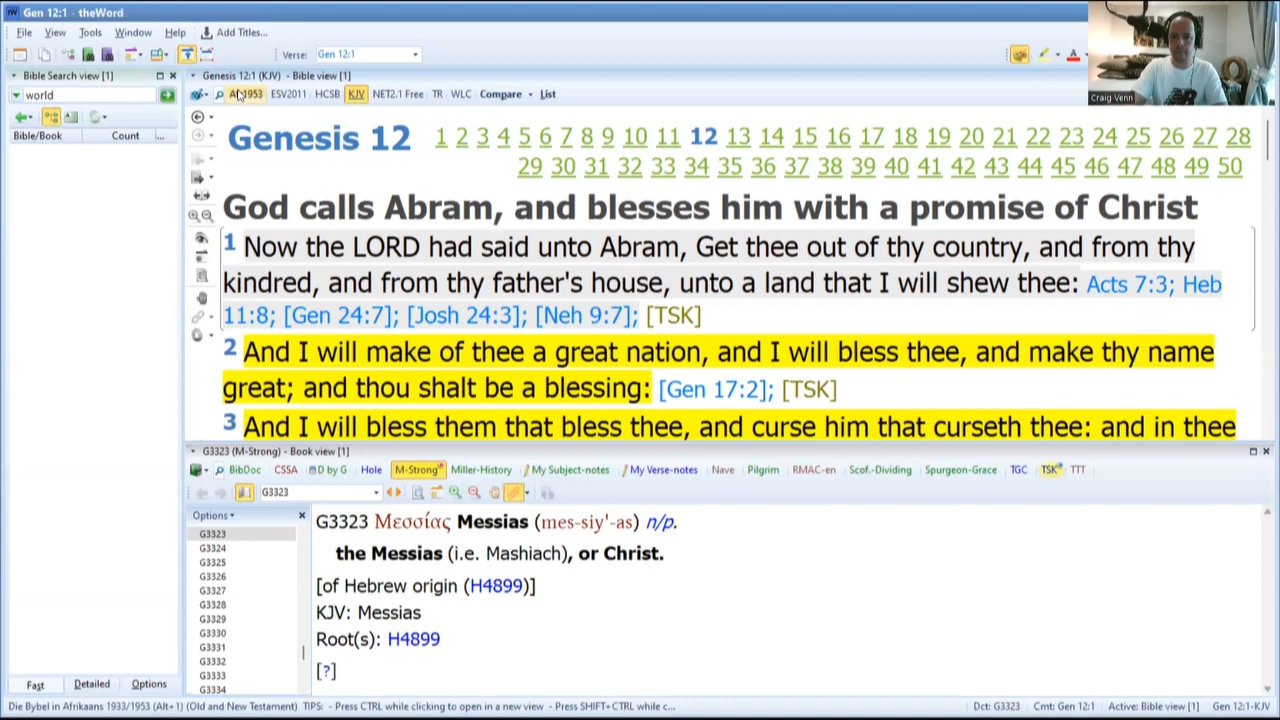 Gen 12:1 : theWord
File View Tools Window Help Add Titles...
Verse: Gen 12:1
Bible Search view [1]
world
Bible/Book Count ...
Fast Detailed Options
Genesis 12:1 (KJV) - Bible view [1]
ESV2011 HCSB KJV NET2.1 Free TR WLC Compare List
Genesis 12 1 2 3 4 5 6 7 8 9 10 11 12 13 14 15 16 17 18 19 20 21 22 23 24 25 26 27 28
29 30 31 32 33 34 35 36 37 38 39 40 41 42 43 44 45 46 47 48 49 50
God calls Abram, and blesses him with a promise of Christ
1 Now the LORD had said unto Abram, Get thee out of thy country, and from thy
kindred, and from thy father's house, unto a land that I will shew thee: Acts 7:3; Heb
11:8; [Gen 24:7]; [Josh 24:3]; [Neh 9:7]; [TSK]
2 And I will make of thee a great nation, and I will bless thee, and make thy name
great; and thou shalt be a blessing: [Gen 17:2]; [TSK]
3 And I will bless them that bless thee, and curse him that curseth thee: and in thee
G3323 (M-Strong) - Book view [1]
BibDoc CSSA D by G Hole M-Strong Miller-History My Subject-notes My Verse-notes Nave Pilgrim RMAC-en Scof.-Dividing Spurgeon-Grace TGC TSK TTT
G3323
Options
G3323
G3324
G3325
G3326
G3327
G3328
G3329
G3330
G3331
G3332
G3333
G3334
G3323 Μεσσίας Messias (mes-siy'-as) n/p.
the Messias (i.e. Mashiach), or Christ.
[of Hebrew origin (H4899)]
KJV: Messias
Root(s): H4899
[?]
Craig Venn
Die Bybel in Afrikaans 1933/1953 (Alt+1) (Old and New Testament) TIPS: - Press CTRL while clicking to open in a new view - Press SHIFT+CTRL while c... Dct: G3323 Cmt: Gen 12:1 Active: Bible view [1] Gen 12:1-KJV